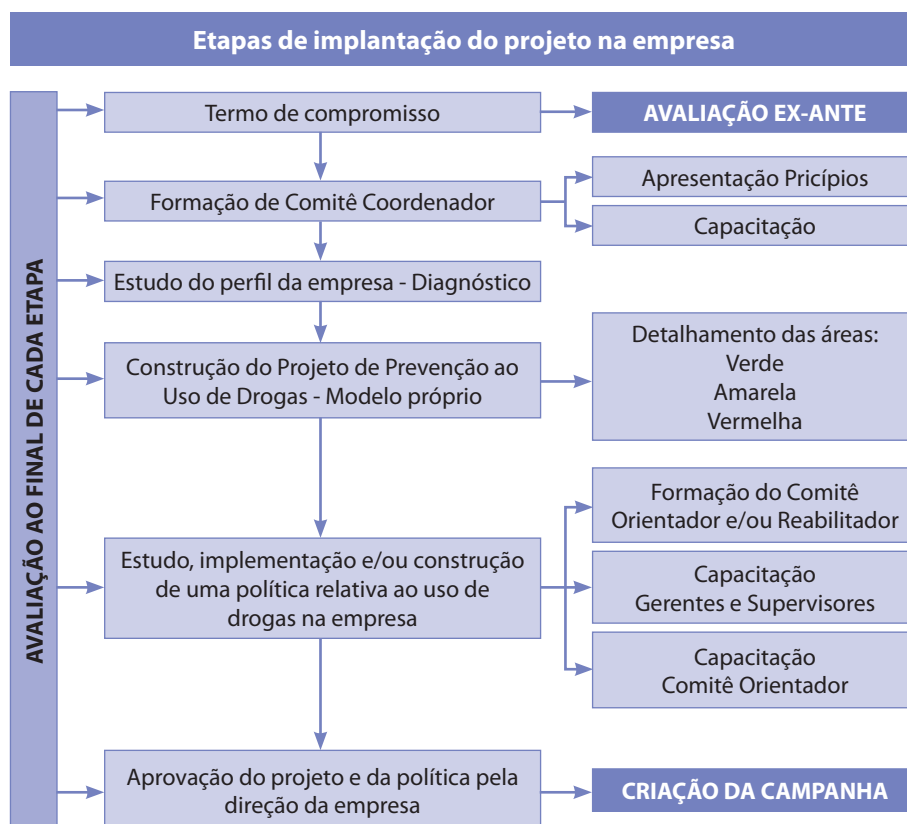 Etapas de implantação do projeto na empresa
AVALIAÇÃO AO FINAL DE CADA ETAPA
Termo de compromisso
AVALIAÇÃO EX-ANTE
Formação de Comitê Coordenador
Apresentação Pricípios
Capacitação
Estudo do perfil da empresa - Diagnóstico
Construção do Projeto de Prevenção ao
Uso de Drogas - Modelo próprio
Detalhamento das áreas:
Verde
Amarela
Vermelha
Estudo, implementação e/ou construção
de uma política relativa ao uso de
drogas na empresa
Formação do Comitê
Orientador e/ou Reabilitador
Capacitação
Gerentes e Supervisores
Capacitação
Comitê Orientador
Aprovação do projeto e da política pela
direção da empresa
CRIAÇÃO DA CAMPANHA